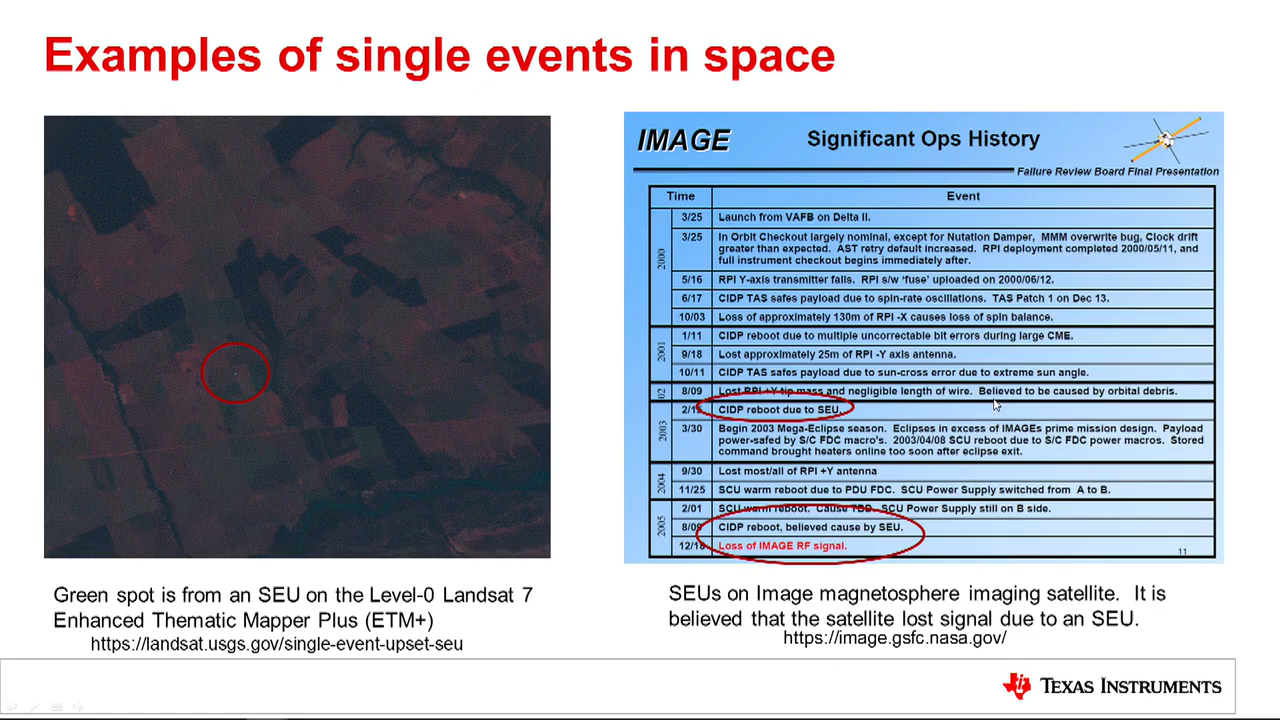 Examples of single events in space
IMAGE
Significant Ops History
Failure Review Board Final Presentation
Time Event
2000
3/25 Launch from VAFB on Delta II.
3/25 In Orbit Checkout largely nominal, except for Nutation Damper, MMM overwrite bug, Clock drift
greater than expected. AST retry default increased. RPI deployment completed 2000/05/11, and
full instrument checkout begins immediately after.
5/16 RPI Y-axis transmitter fails. RPI s/w 'fuse' uploaded on 2000/06/12.
6/17 CIDP TAS safes payload due to spin-rate oscillations. TAS Patch 1 on Dec 13.
10/03 Loss of approximately 130m of RPI -X causes loss of spin balance.
2001
1/11 CIDP reboot due to multiple uncorrectable bit errors during large CME.
9/18 Lost approximately 25m of RPI -Y axis antenna.
10/11 CIDP TAS safes payload due to sun-cross error due to extreme sun angle.
02
8/09 Lost RPI +Y tip mass and negligible length of wire. Believed to be caused by orbital debris.
2003
CIDP reboot due to SEU.
3/30 Begin 2003 Mega-Eclipse season. Eclipses in excess of IMAGEs prime mission design. Payload
power-safed by S/C FDC macro's. 2003/04/08 SCU reboot due to S/C FDC power macros. Stored
command brought heaters online too soon after eclipse exit.
2004
9/30 Lost most/all of RPI +Y antenna
11/25 SCU warm reboot due to PDU FDC. SCU Power Supply switched from A to B.
2005
2/01 SCU warm reboot. Cause TBD. SCU Power Supply still on B side.
CIDP reboot, believed cause by SEU.
12/18 Loss of IMAGE RF signal.
11
Green spot is from an SEU on the Level-0 Landsat 7
Enhanced Thematic Mapper Plus (ETM+)
https://landsat.usgs.gov/single-event-upset-seu
SEUs on Image magnetosphere imaging satellite. It is
believed that the satellite lost signal due to an SEU.
https://image.gsfc.nasa.gov/
TEXAS INSTRUMENTS